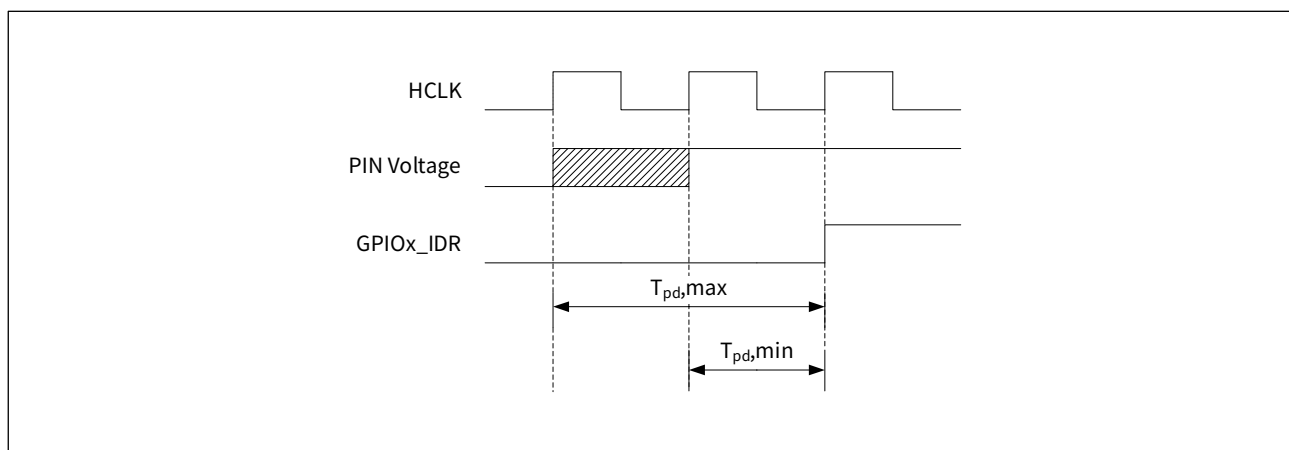 HCLK
PIN Voltage
GPIOx_IDR
Tpd,max
Tpd,min